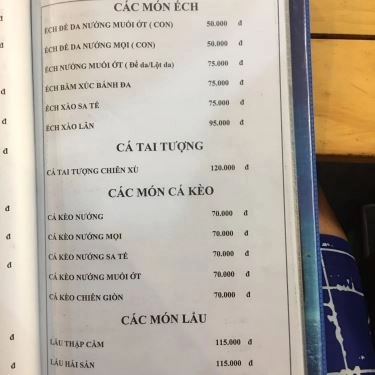 CÁC MÓN ẾCH
ẾCH ĐỂ DA NƯỚNG MUỐI ỚT ( CON) 50.000 đ
ẾCH ĐỂ DA NƯỚNG MỌI ( CON) 50.000 đ
ẾCH NƯỚNG MUỐI ỚT ( Để da/Lột da) 75.000 đ
ẾCH BẰM XÚC BÁNH ĐA 75.000 đ
ẾCH XÀO SA TẾ 75.000 đ
ẾCH XÀO LĂN 95.000 đ
CÁ TAI TƯỢNG
CÁ TAI TƯỢNG CHIÊN XÙ 120.000 đ
CÁC MÓN CÁ KÈO
CÁ KÈO NƯỚNG 70.000 đ
CÁ KÈO NƯỚNG MỌI 70.000 đ
CÁ KÈO NƯỚNG SA TẾ 70.000 đ
CÁ KÈO NƯỚNG MUỐI ỚT 70.000 đ
CÁ KÈO CHIÊN GIÒN 70.000 đ
CÁC MÓN LẨU
LẨU THẬP CẨM 115.000 đ
LẨU HẢI SẢN 115.000 đ
đ
đ
đ
đ
đ
đ
đ
đ
đ